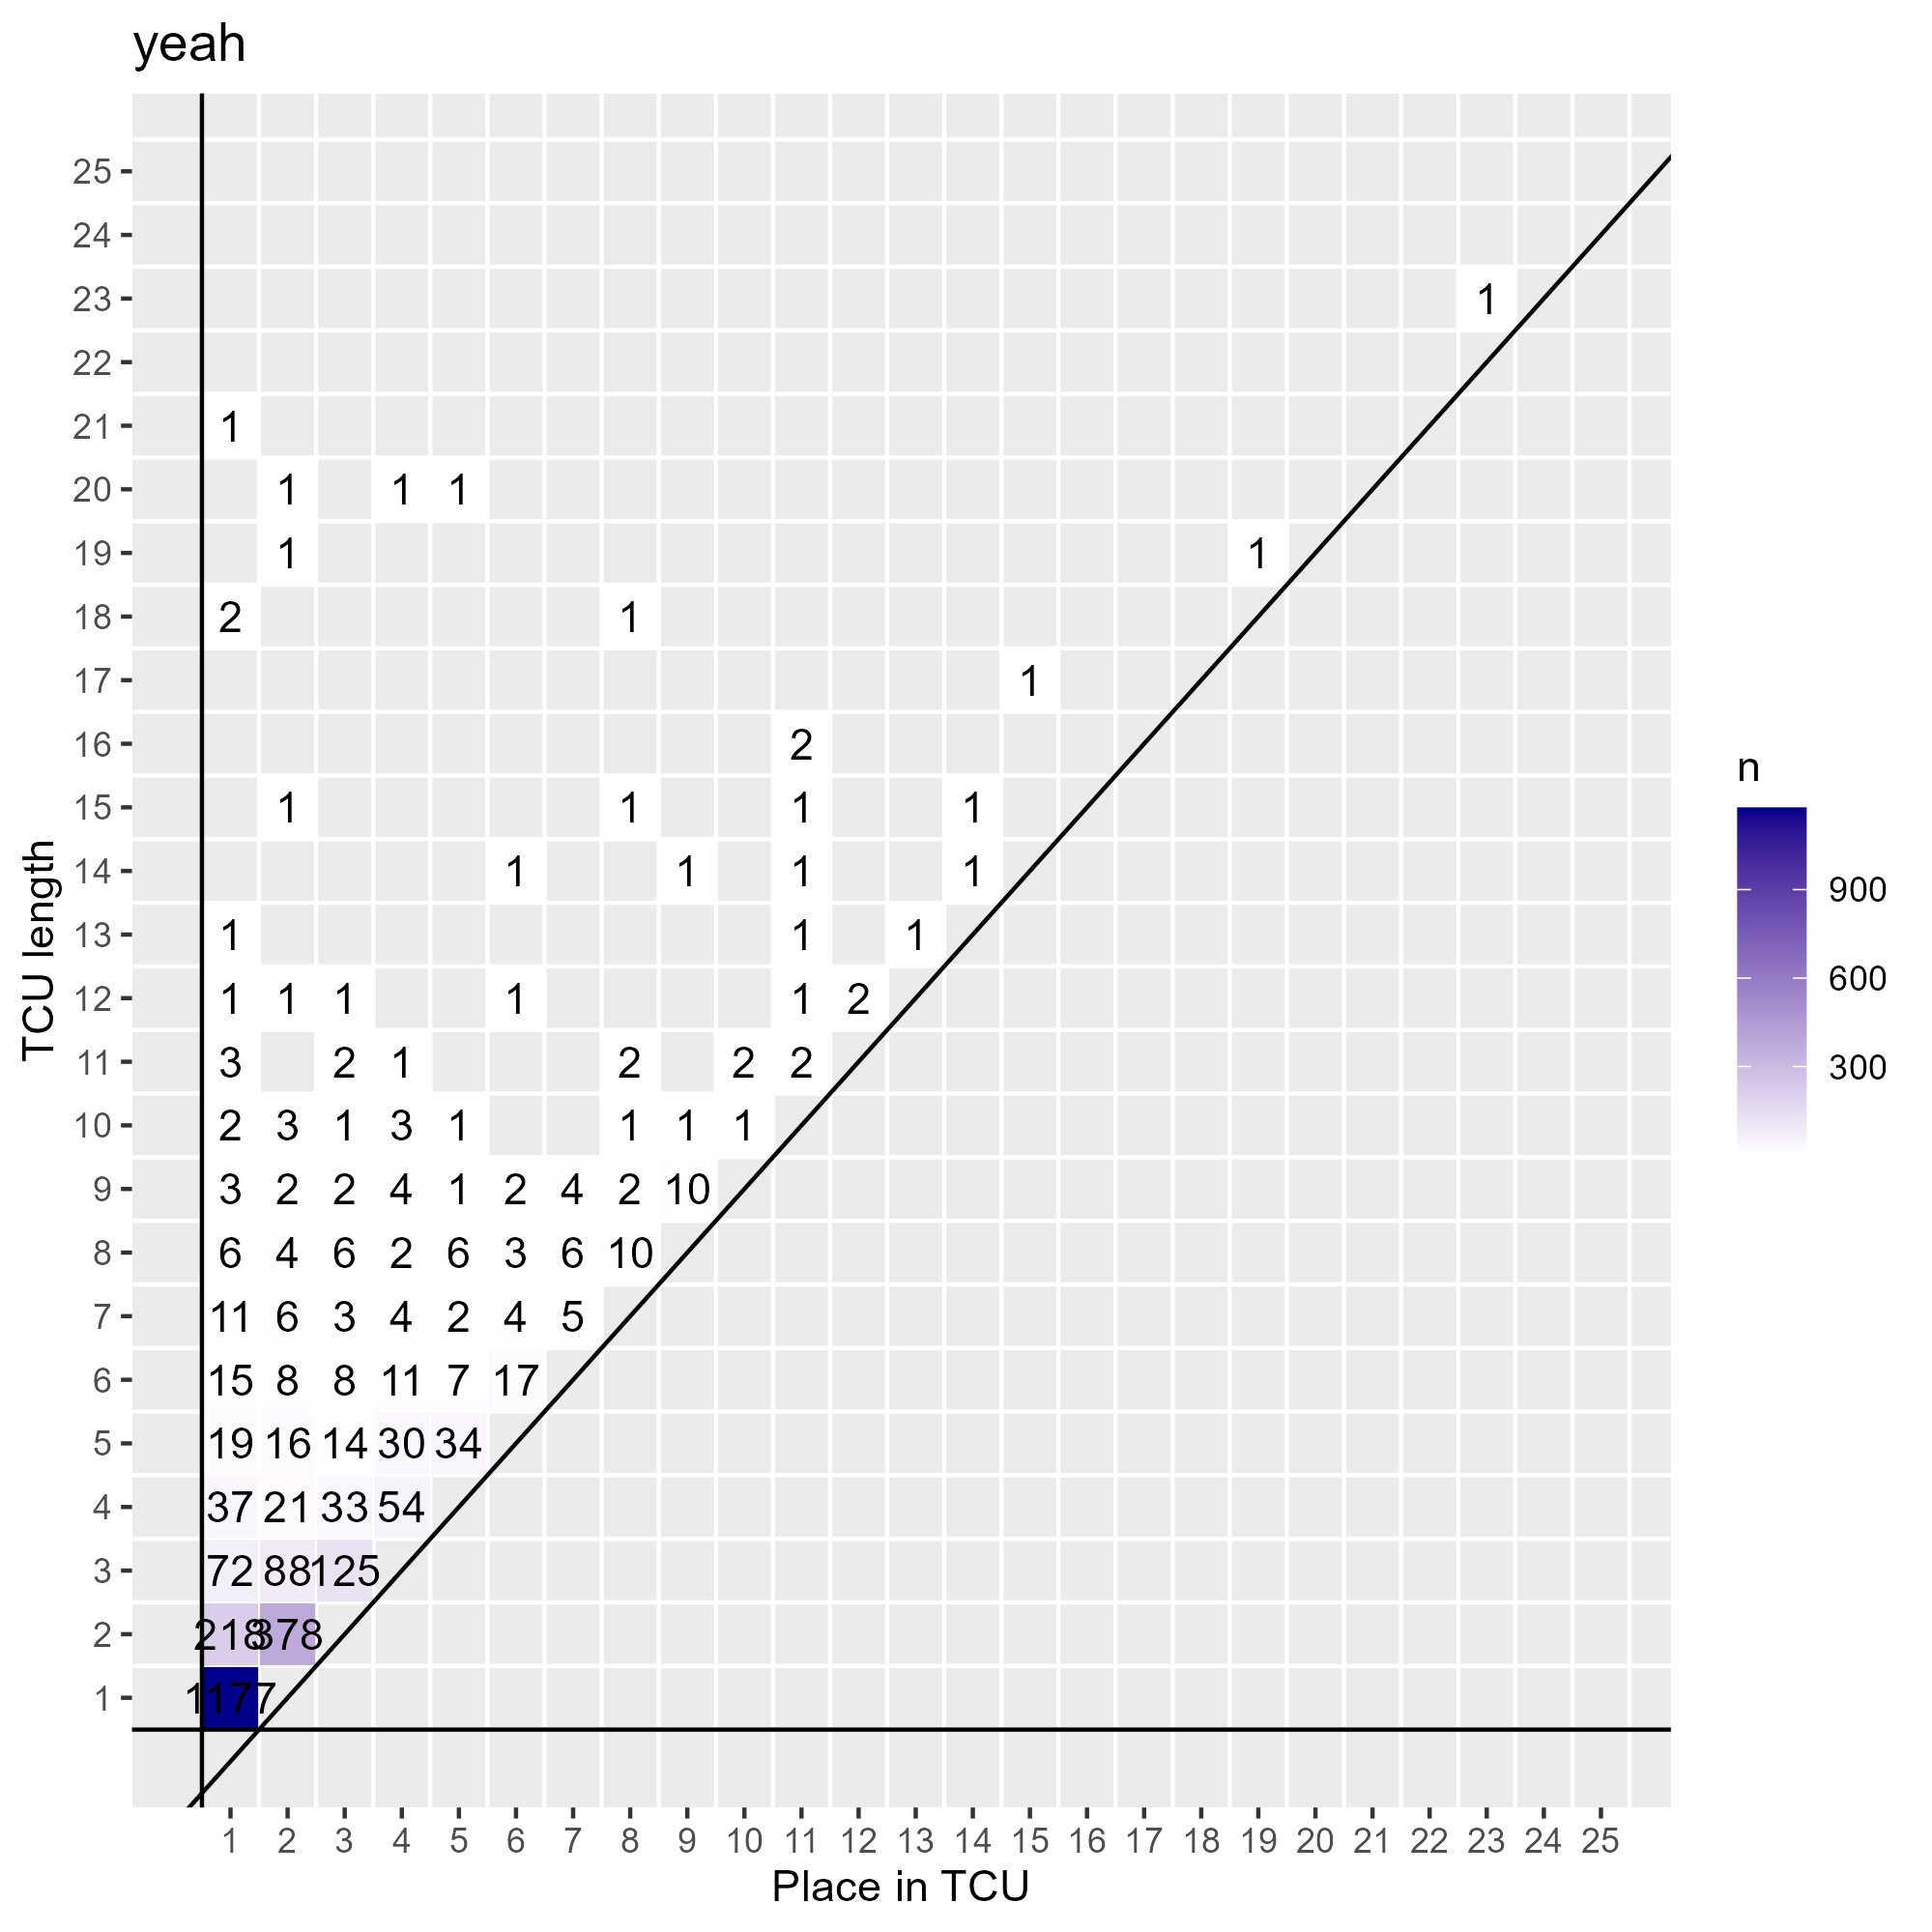 yeah
25
24
23 1
22
21 1
20 1 1 1
19 1 1
18 2 1
17 1
16 2
15 1 1 1 1
14 1 1 1 1
13 1 1 1
12 1 1 1 1 1 2
11 3 2 1 2 2 2
10 2 3 1 3 1 1 1 1
9 3 2 2 4 1 2 4 2 10
8 6 4 6 2 6 3 6 10
7 11 6 3 4 2 4 5
6 15 8 8 11 7 17
5 19 16 14 30 34
4 37 21 33 54
3 72 88 125
2 218 378
1 1177
1 2 3 4 5 6 7 8 9 10 11 12 13 14 15 16 17 18 19 20 21 22 23 24 25
Place in TCU
TCU length
n
900
600
300